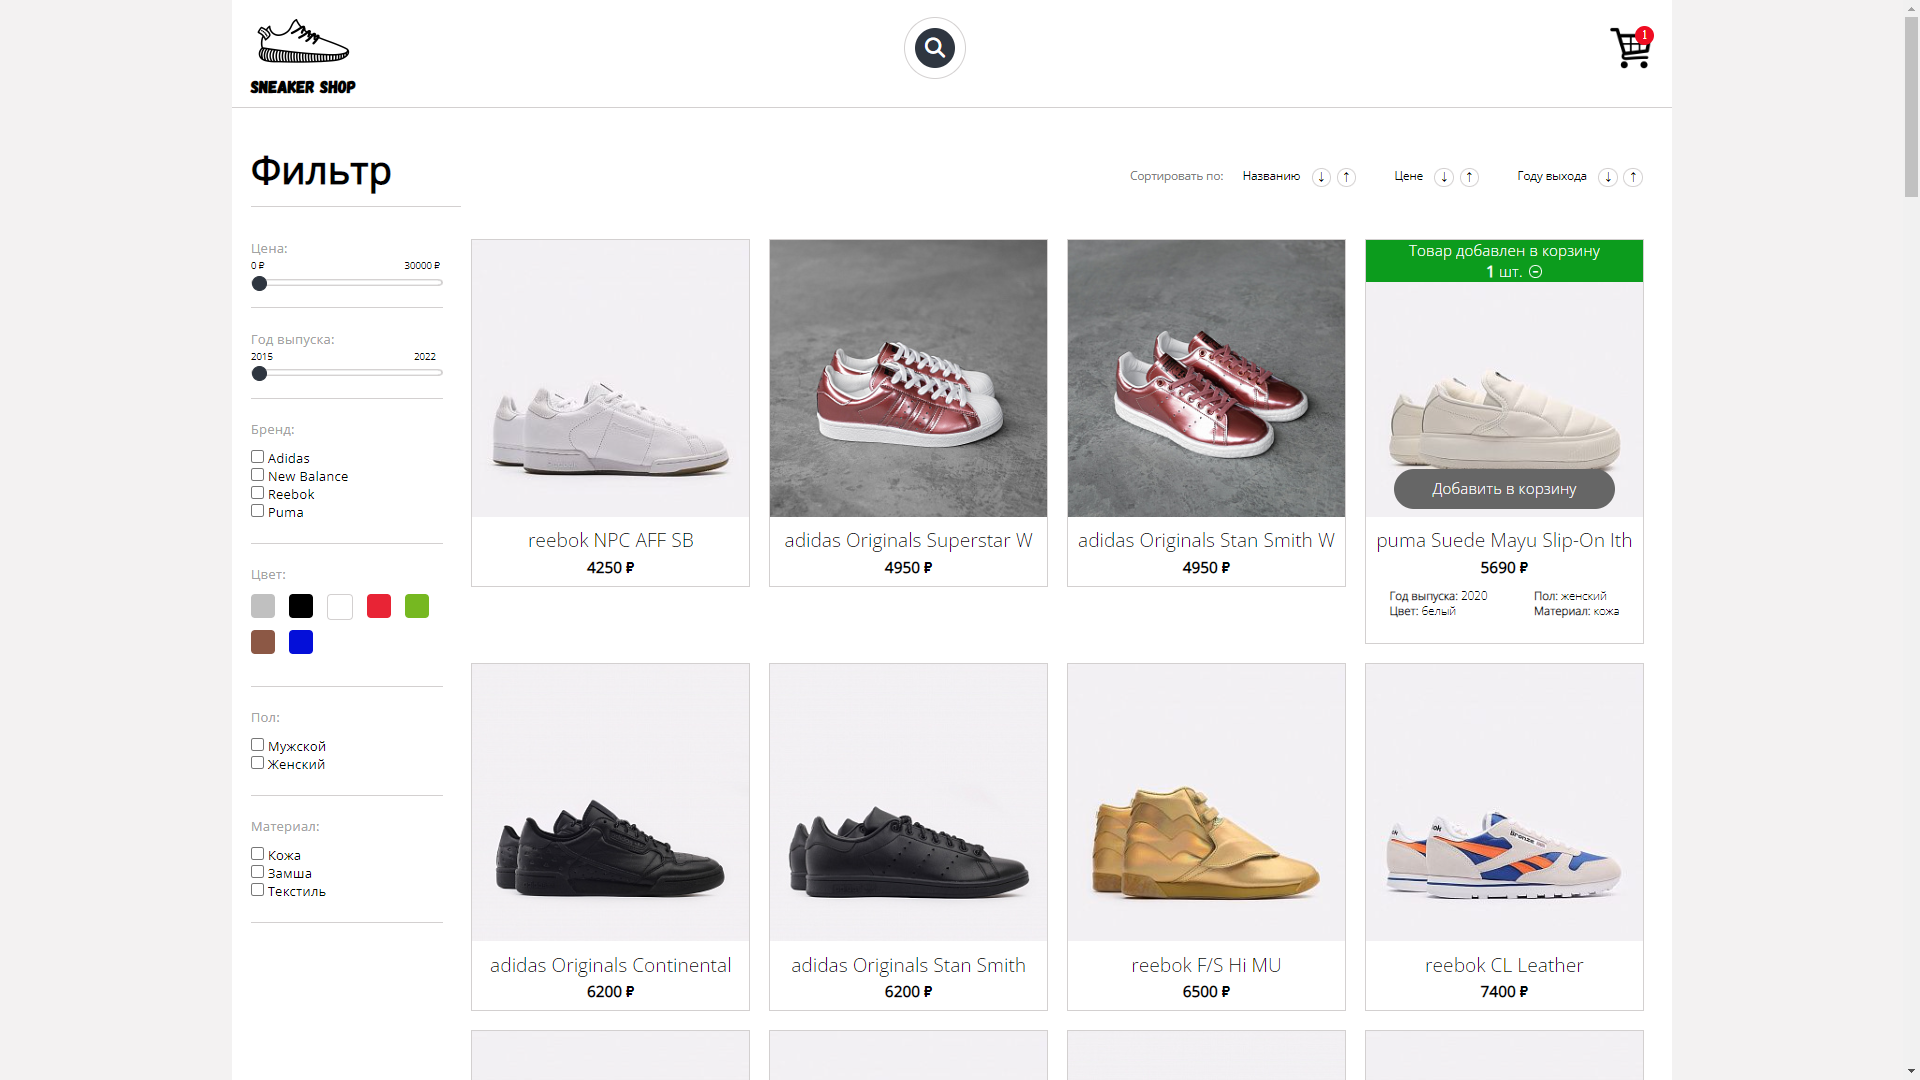 1
SNEAKER SHOP
Фильтр
Сортировать по: Названию ↓ ↑ Цене ↓ ↑ Году выхода ↓ ↑
Цена:
0 ₽ 30000 ₽
Год выпуска:
2015 2022
Бренд:
Adidas
New Balance
Reebok
Puma
Цвет:
Пол:
Мужской
Женский
Материал:
Кожа
Замша
Текстиль
reebok NPC AFF SB
4250 ₽
adidas Originals Superstar W
4950 ₽
adidas Originals Stan Smith W
4950 ₽
Товар добавлен в корзину
1 шт.
Добавить в корзину
puma Suede Mayu Slip-On lth
5690 ₽
Год выпуска: 2020 Пол: женский
Цвет: белый Материал: кожа
adidas Originals Continental
6200 ₽
adidas Originals Stan Smith
6200 ₽
reebok F/S Hi MU
6500 ₽
Bronze
reebok CL Leather
7400 ₽